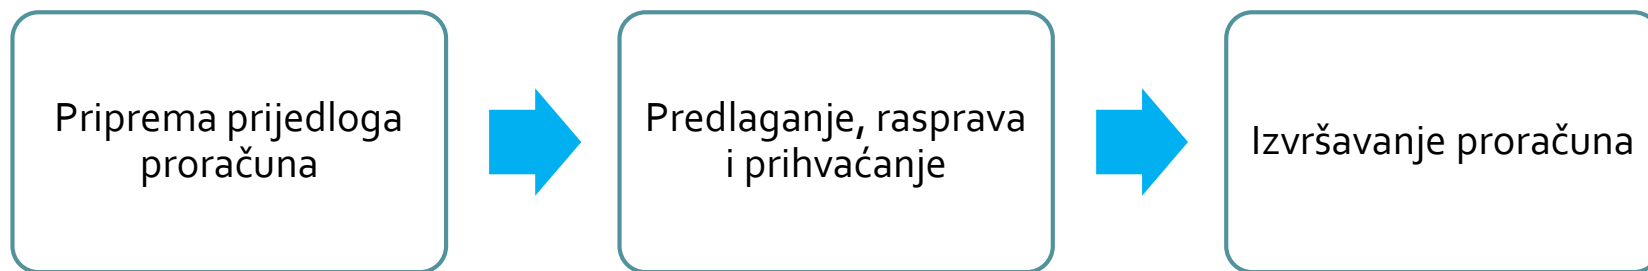 Priprema prijedloga
proračuna
Predlaganje, rasprava
i prihvaćanje
Izvršavanje proračuna